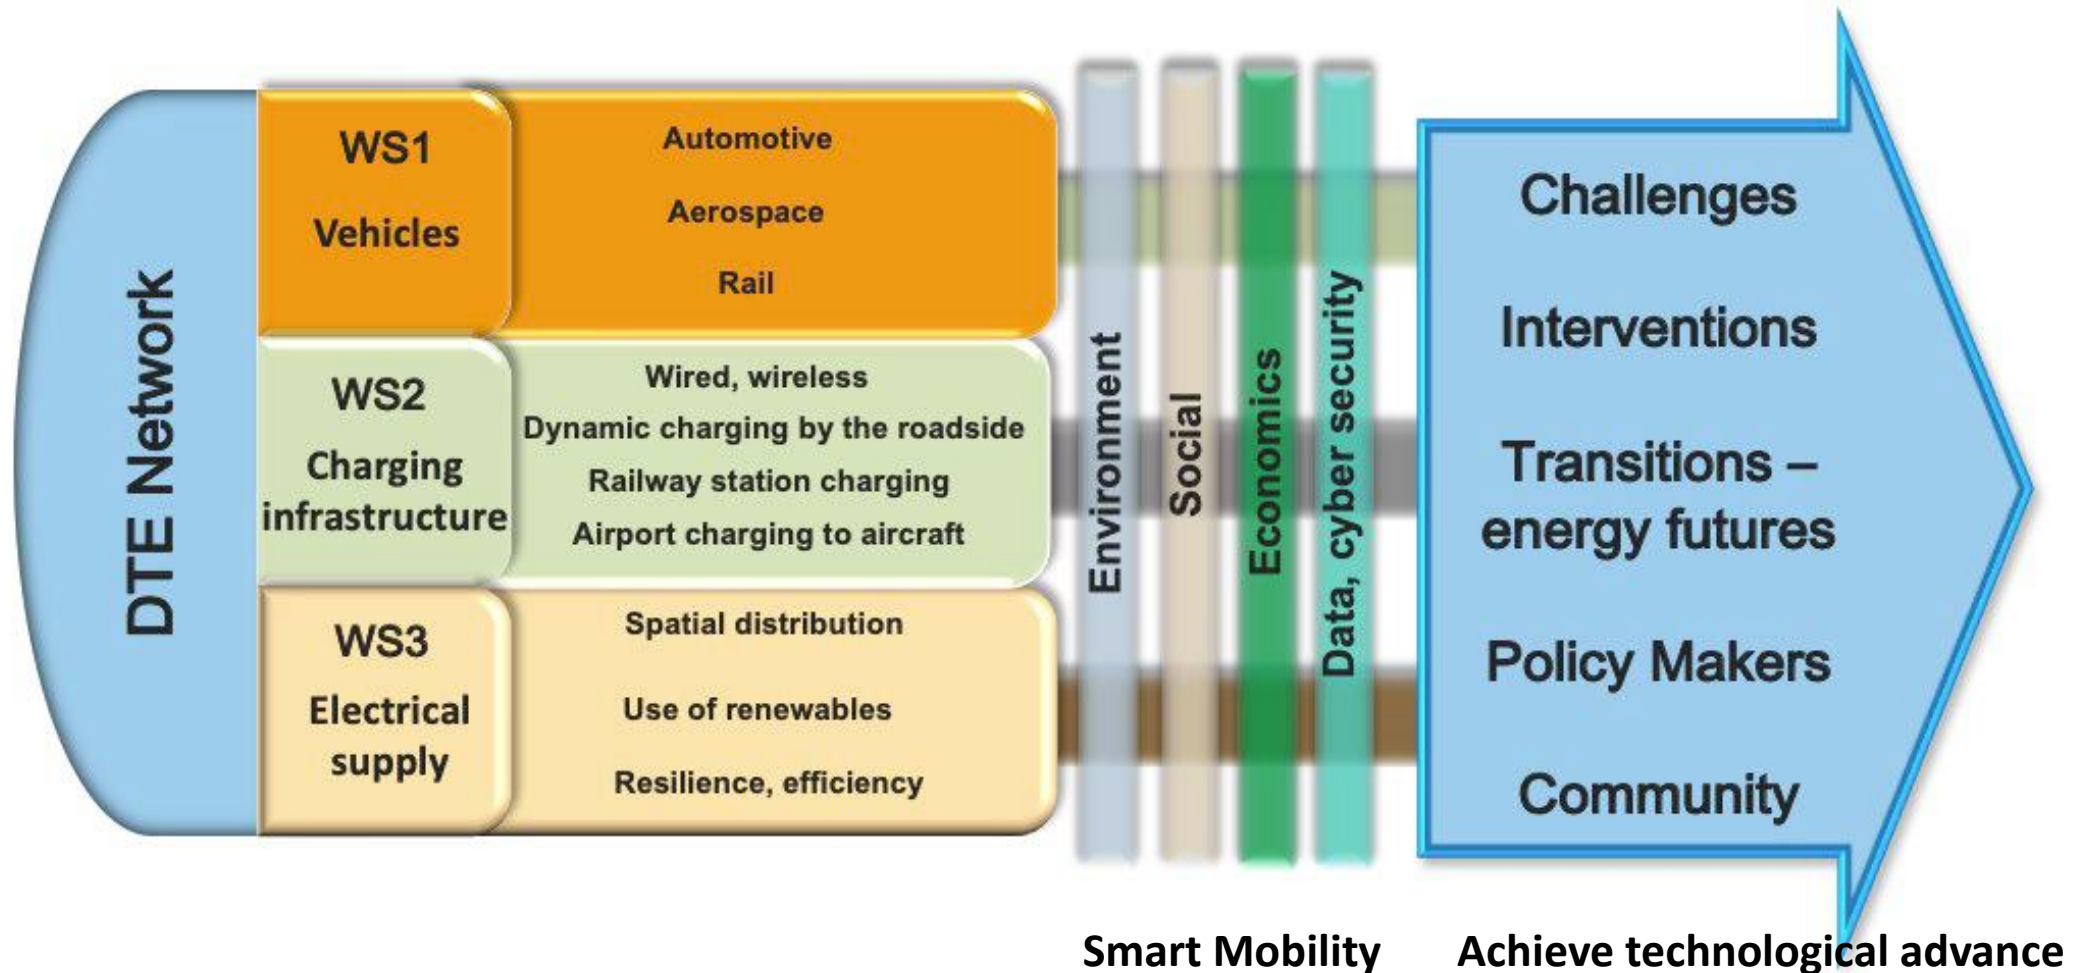 DTE Network
WS1
Vehicles
Automotive
Aerospace
Rail
WS2
Charging
infrastructure
Wired, wireless
Dynamic charging by the roadside
Railway station charging
Airport charging to aircraft
WS3
Electrical
supply
Spatial distribution
Use of renewables
Resilience, efficiency
Environment
Social
Economics
Data, cyber security
Challenges
Interventions
Transitions –
energy futures
Policy Makers
Community
Smart Mobility
Achieve technological advance